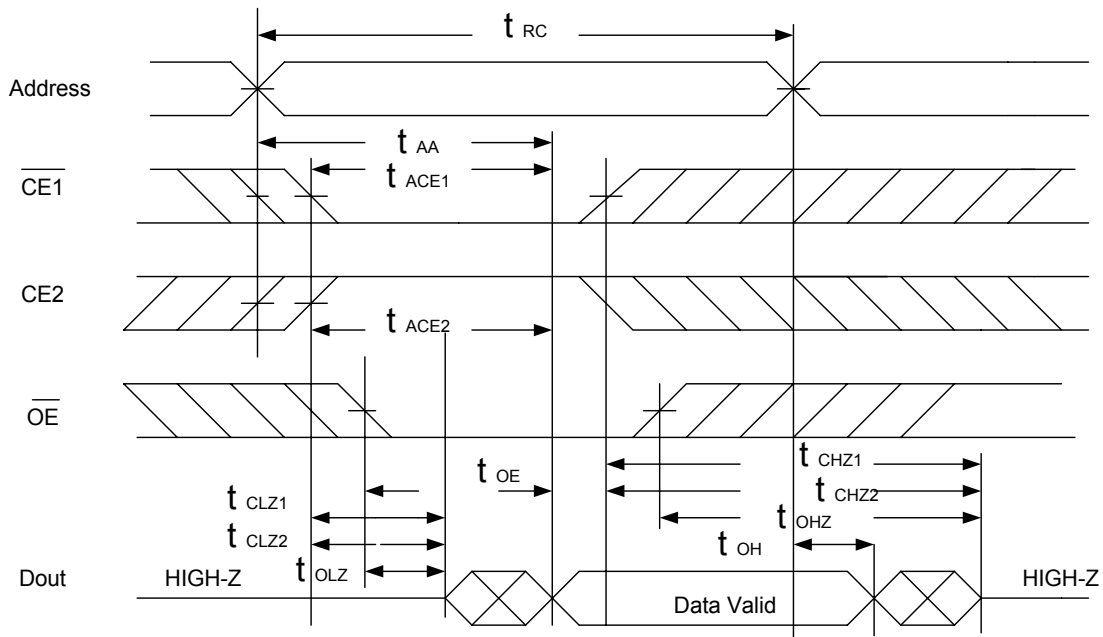 t RC
Address
t AA
CE1
t ACE1
CE2
t ACE2
OE
t CHZ1
t OE
t CLZ1
t CHZ2
t OHZ
t CLZ2
t OH
t OLZ
Dout
HIGH-Z
Data Valid
HIGH-Z